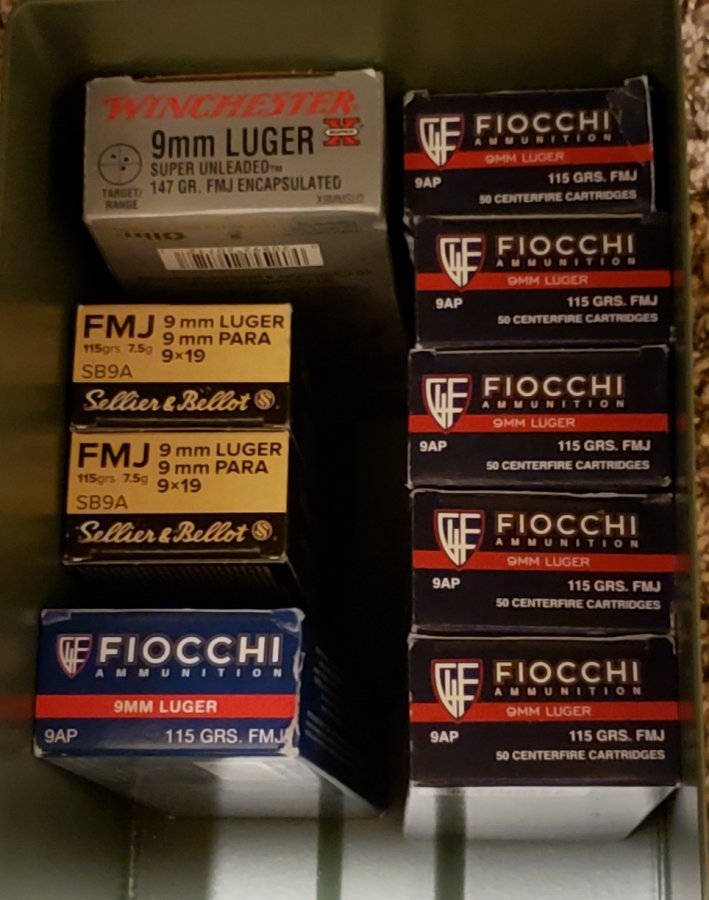 WINCHESTER
9mm LUGER
SUPER X
SUPER UNLEADED™
147 GR. FMJ ENCAPSULATED
TARGET/
RANGE
Olin
FMJ 9 mm LUGER
9 mm PARA
115grs 7.5g 9×19
SB9A
Sellier & Bellot S
FMJ 9 mm LUGER
9 mm PARA
115grs 7.5g 9×19
SB9A
Sellier & Bellot S
FIOCCHI
AMMUNITION
9MM LUGER
9AP 115 GRS. FMJ
FIOCCHI
AMMUNITION
9MM LUGER
9AP 115 GRS. FMJ
50 CENTERFIRE CARTRIDGES
FIOCCHI
AMMUNITION
9MM LUGER
9AP 115 GRS. FMJ
50 CENTERFIRE CARTRIDGES
FIOCCHI
AMMUNITION
9MM LUGER
9AP 115 GRS. FMJ
50 CENTERFIRE CARTRIDGES
FIOCCHI
AMMUNITION
9MM LUGER
9AP 115 GRS. FMJ
50 CENTERFIRE CARTRIDGES
FIOCCHI
AMMUNITION
9MM LUGER
9AP 115 GRS. FMJ
50 CENTERFIRE CARTRIDGES